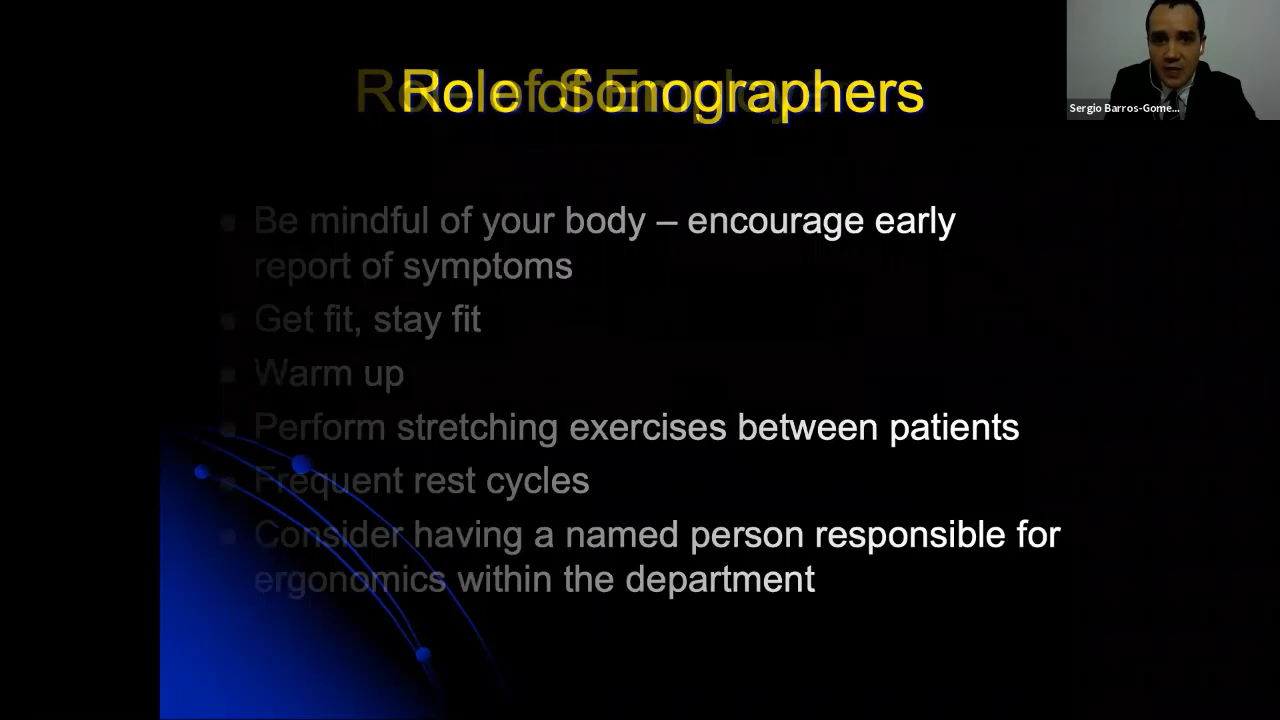 Role of Sonographers
Sergio Barros-Gome...
Be mindful of your body – encourage early
report of symptoms
Get fit, stay fit
Warm up
Perform stretching exercises between patients
Frequent rest cycles
Consider having a named person responsible for
ergonomics within the department